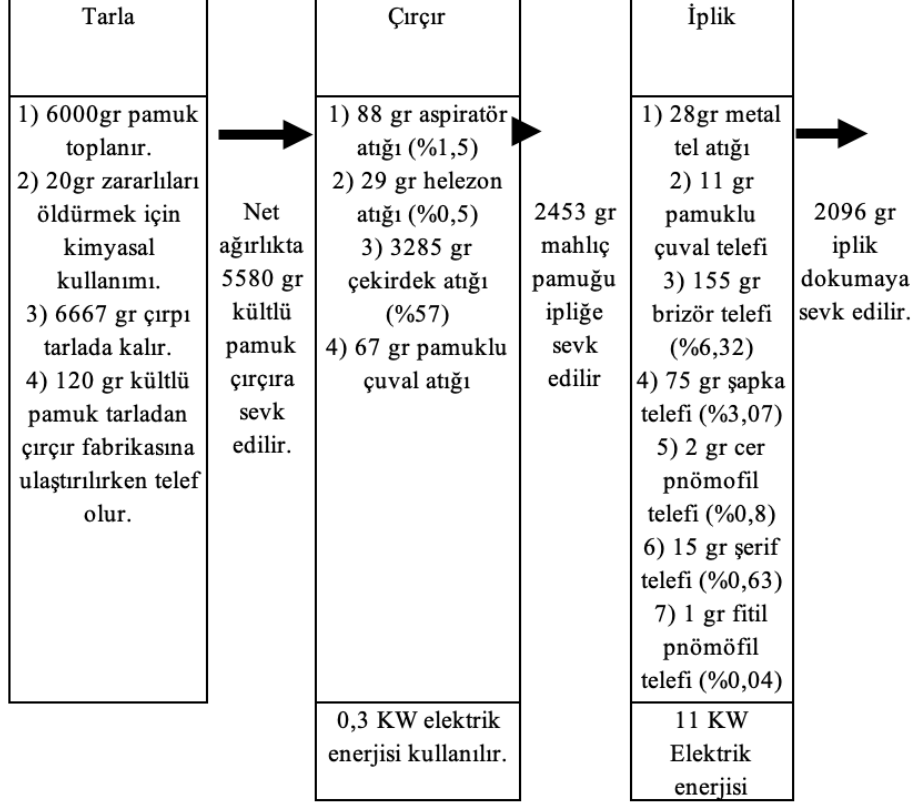 Tarla
1) 6000gr pamuk
toplanır.
2) 20gr zararlıları
öldürmek için
kimyasal
kullanımı.
3) 6667 gr çırpı
tarlada kalır.
4) 120 gr kültlü
pamuk tarladan
çırçır fabrikasına
ulaştırılırken telef
olur.
Net
ağırlıkta
5580 gr
kültlü
pamuk
çırçıra
sevk
edilir.
Çırçır
1) 88 gr aspiratör
atığı (%1,5)
2) 29 gr helezon
atığı (%0,5)
3) 3285 gr
çekirdek atığı
(%57)
4) 67 gr pamuklu
çuval atığı
0,3 KW elektrik
enerjisi kullanılır.
2453 gr
mahlıç
pamuğu
ipliğe
sevk
edilir
İplik
1) 28gr metal
tel atığı
2) 11 gr
pamuklu
çuval telefi
3) 155 gr
brizör telefi
(%6,32)
4) 75 gr şapka
telefi (%3,07)
5) 2 gr cer
pnömofil
telefi (%0,8)
6) 15 gr şerif
telefi (%0,63)
7) 1 gr fitil
pnömöfil
telefi (%0,04)
11 KW
Elektrik
enerjisi
2096 gr
iplik
dokumaya
sevk edilir.